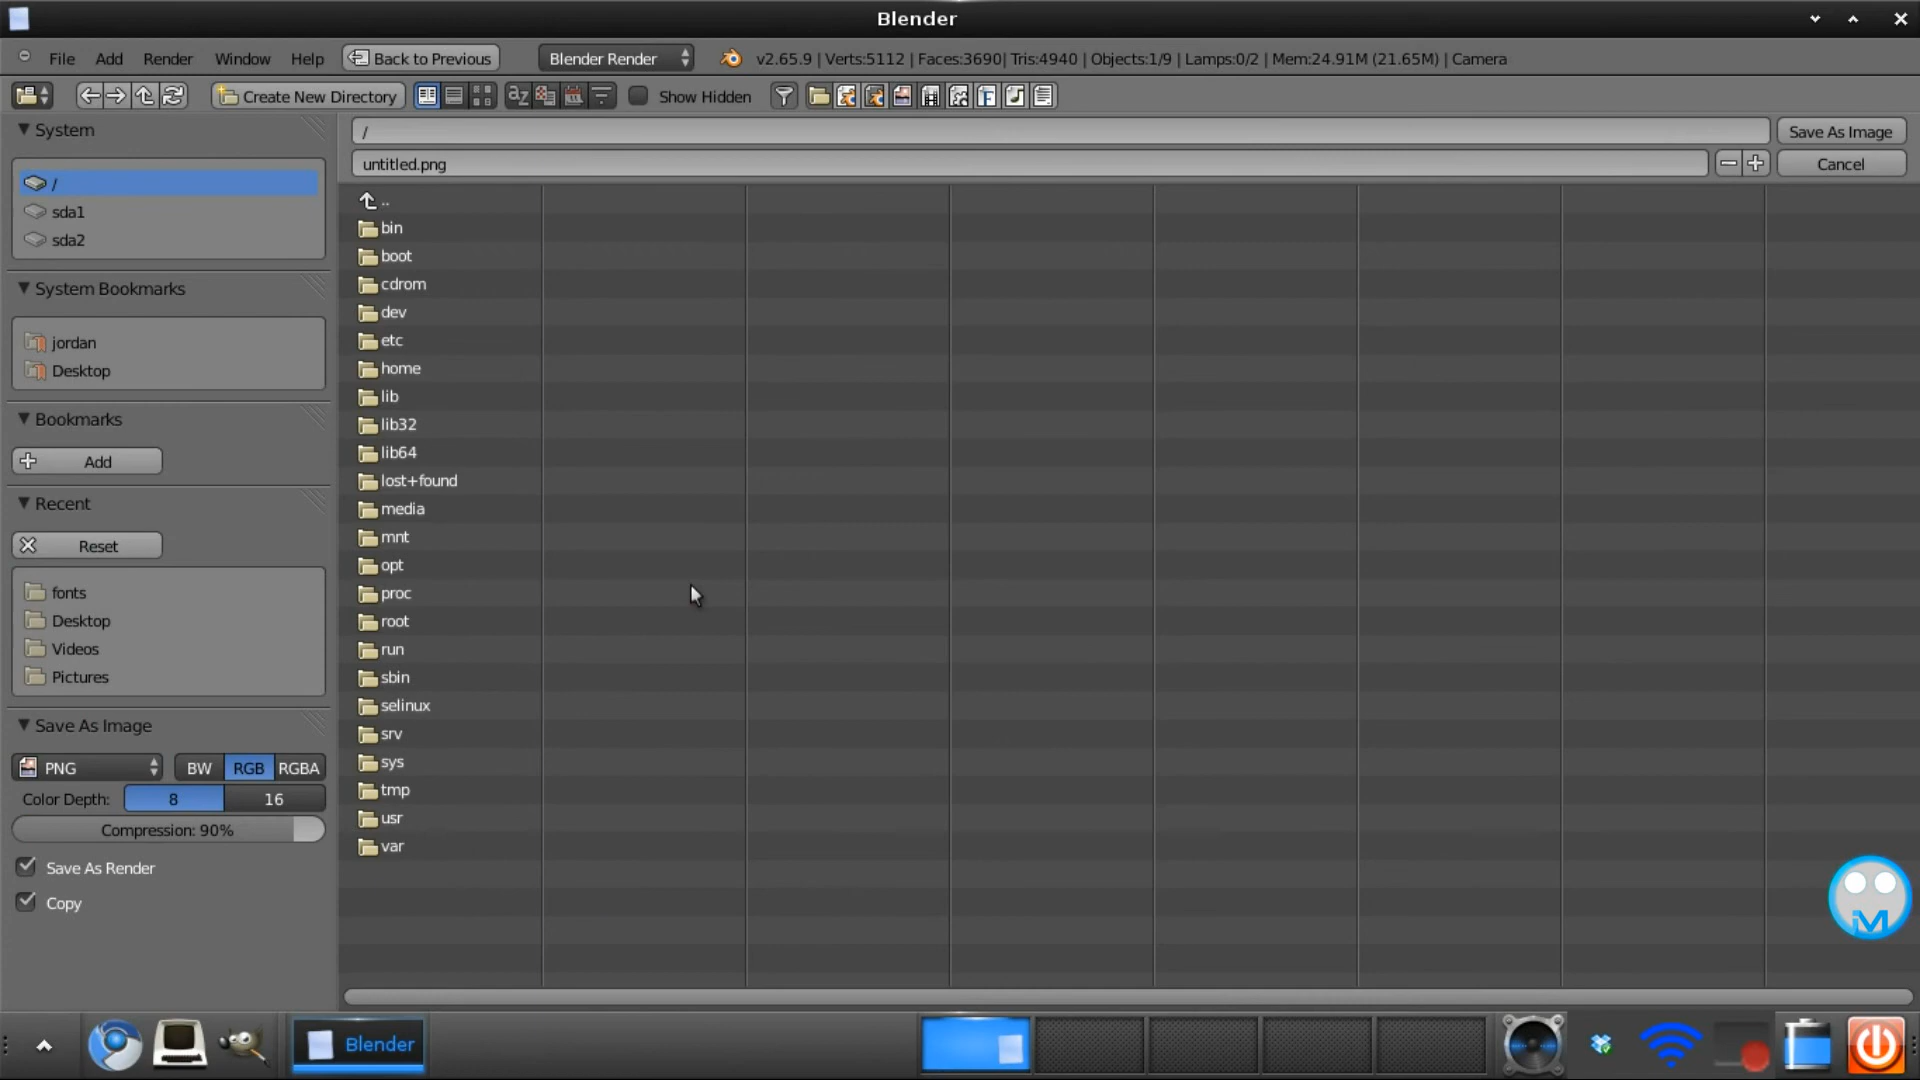 Blender
File Add Render Window Help Back to Previous Blender Render v2.65.9 | Verts:5112 | Faces:3690| Tris:4940 | Objects:1/9 | Lamps:0/2 | Mem:24.91M (21.65M) | Camera
Create New Directory Show Hidden
System
/
sda1
sda2
System Bookmarks
jordan
Desktop
Bookmarks
Add
Recent
Reset
fonts
Desktop
Videos
Pictures
Save As Image
PNG BW RGB RGBA
Color Depth: 8 16
Compression: 90%
Save As Render
Copy
/ Save As Image
untitled.png Cancel
..
bin
boot
cdrom
dev
etc
home
lib
lib32
lib64
lost+found
media
mnt
opt
proc
root
run
sbin
selinux
srv
sys
tmp
usr
var
iM
Blender